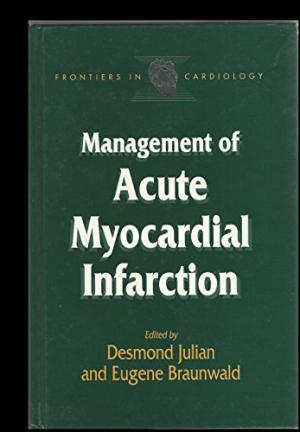 FRONTIERS IN CARDIOLOGY
Management of
Acute
Myocardial
Infarction
Edited by
Desmond Julian
and Eugene Braunwald